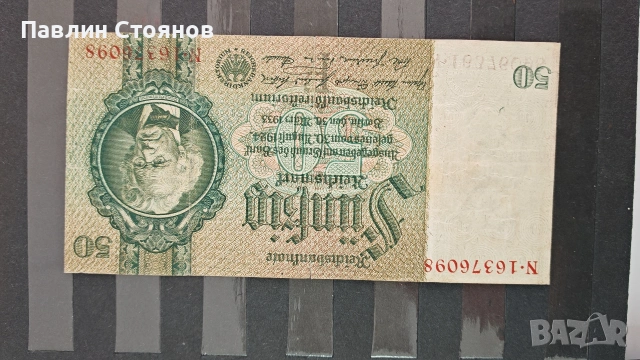 Павлин Стоянов
Reichsbanknote
Fünfzig
Reichsmark
Ausgegeben auf Grund des Bank
gesetzes vom 30. August 1924
Berlin, den 30. März 1933
Reichsbankdirektorium
50
50
N·16376098
N·16376098
BAZAR